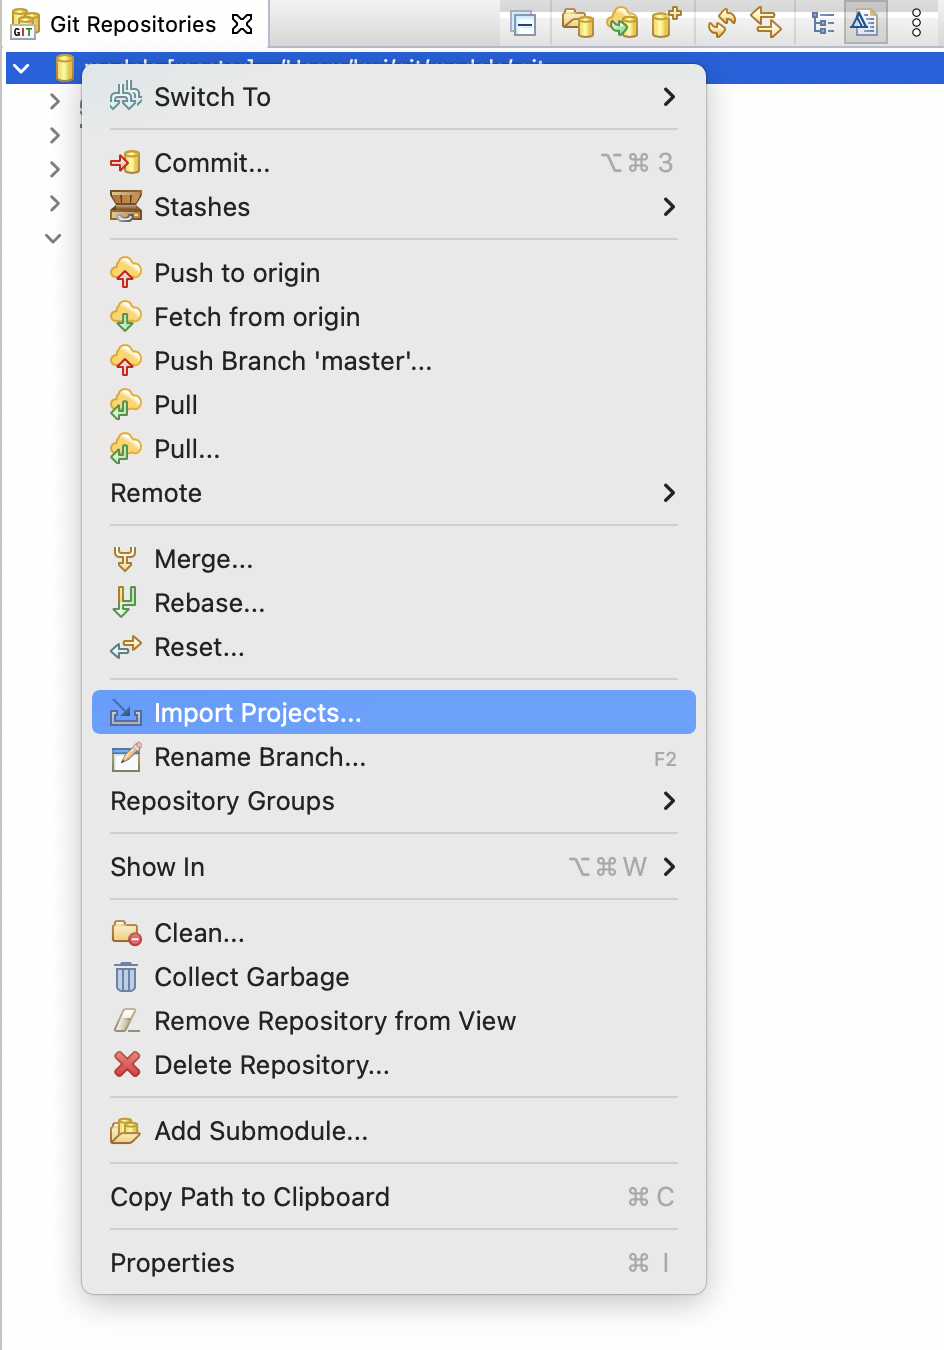 Git Repositories
Switch To
Commit... ⌥⌘ 3
Stashes
Push to origin
Fetch from origin
Push Branch 'master'...
Pull
Pull...
Remote
Merge...
Rebase...
Reset...
Import Projects...
Rename Branch... F2
Repository Groups
Show In ⌥⌘W
Clean...
Collect Garbage
Remove Repository from View
Delete Repository...
Add Submodule...
Copy Path to Clipboard ⌘ C
Properties ⌘ I